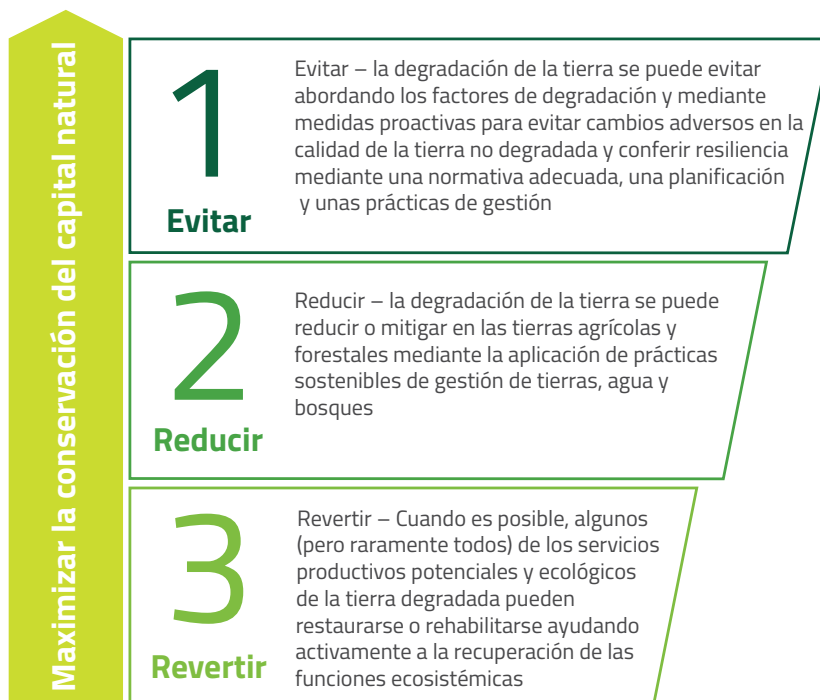 Maximizar la conservación del capital natural
1
Evitar
Evitar – la degradación de la tierra se puede evitar
abordando los factores de degradación y mediante
medidas proactivas para evitar cambios adversos en la
calidad de la tierra no degradada y conferir resiliencia
mediante una normativa adecuada, una planificación
y unas prácticas de gestión
2
Reducir
Reducir – la degradación de la tierra se puede
reducir o mitigar en las tierras agrícolas y
forestales mediante la aplicación de prácticas
sostenibles de gestión de tierras, agua y
bosques
3
Revertir
Revertir – Cuando es posible, algunos
(pero raramente todos) de los servicios
productivos potenciales y ecológicos
de la tierra degradada pueden
restaurarse o rehabilitarse ayudando
activamente a la recuperación de las
funciones ecosistémicas